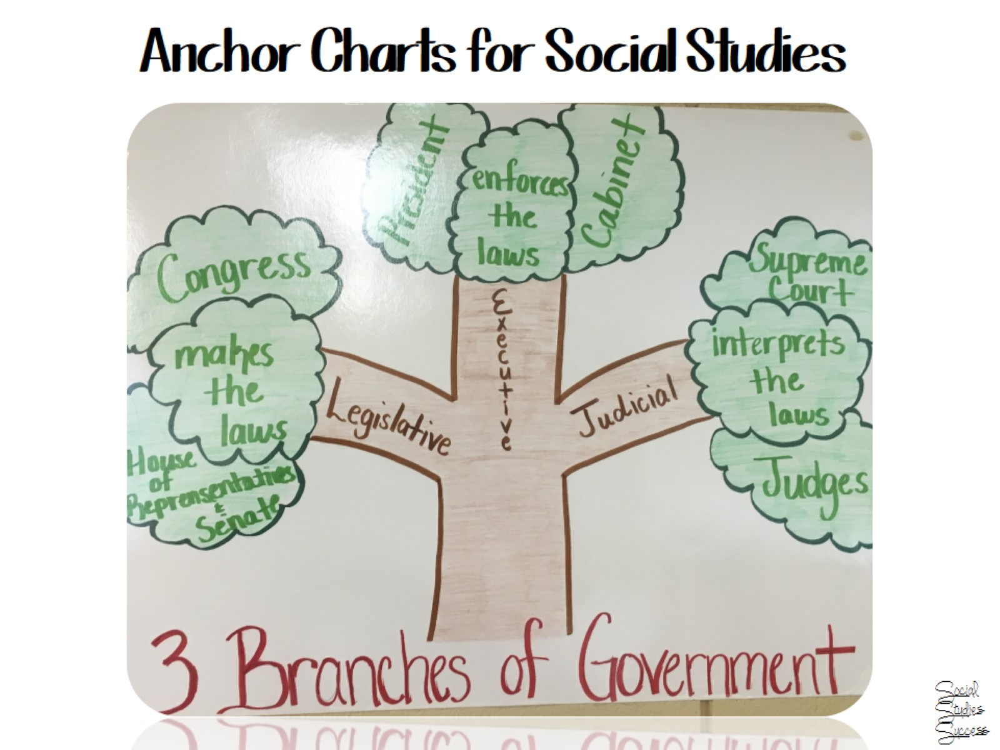 Anchor Charts for Social Studies
President
enforces
the
laws
Cabinet
Congress
makes
the
laws
House
of
Reprensentatives
&
Senate
Legislative
Executive
Judicial
Supreme
Court
interprets
the
laws
Judges
3 Branches of Government
Social
Studies
Success